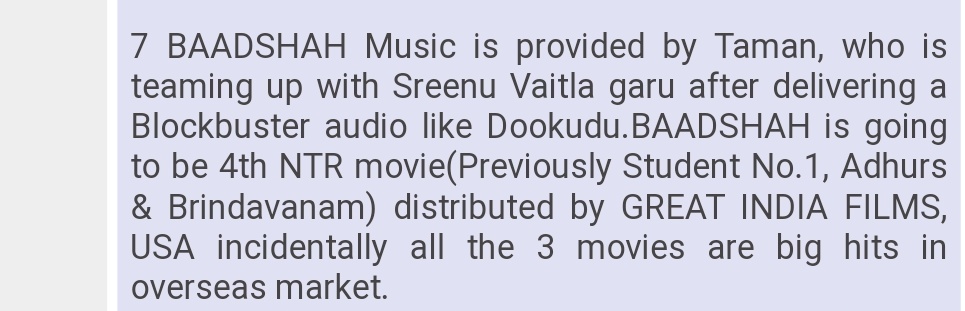 7 BAADSHAH Music is provided by Taman, who is
teaming up with Sreenu Vaitla garu after delivering a
Blockbuster audio like Dookudu.BAADSHAH is going
to be 4th NTR movie(Previously Student No.1, Adhurs
& Brindavanam) distributed by GREAT INDIA FILMS,
USA incidentally all the 3 movies are big hits in
overseas market.